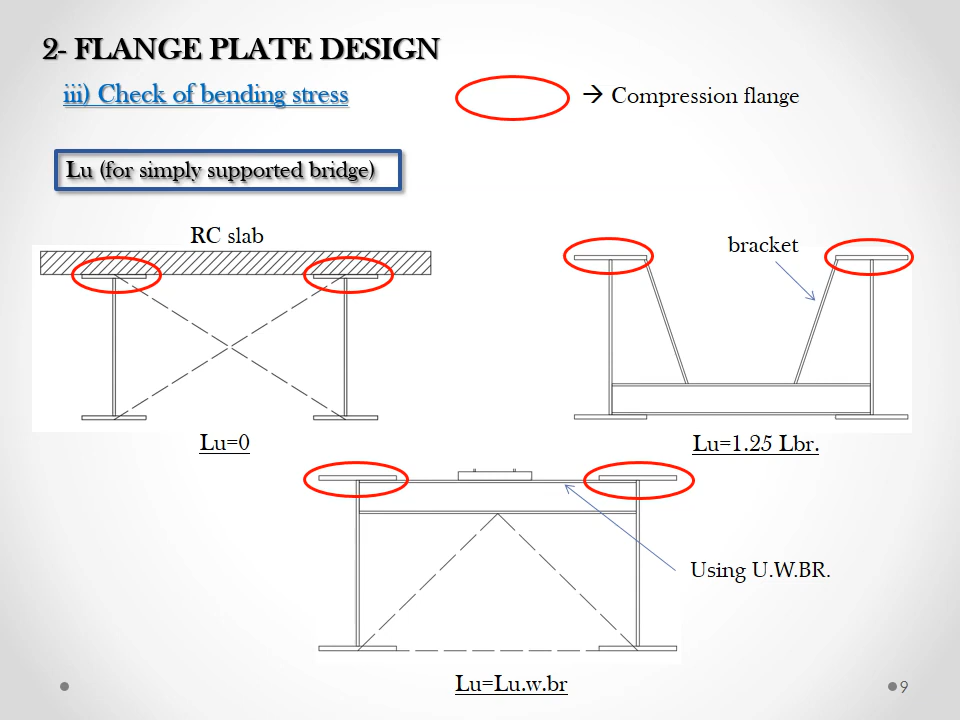 2- FLANGE PLATE DESIGN
iii) Check of bending stress
→ Compression flange
Lu (for simply supported bridge)
RC slab
bracket
Lu=0
Lu=1.25 Lbr.
Using U.W.BR.
Lu=Lu.w.br
9